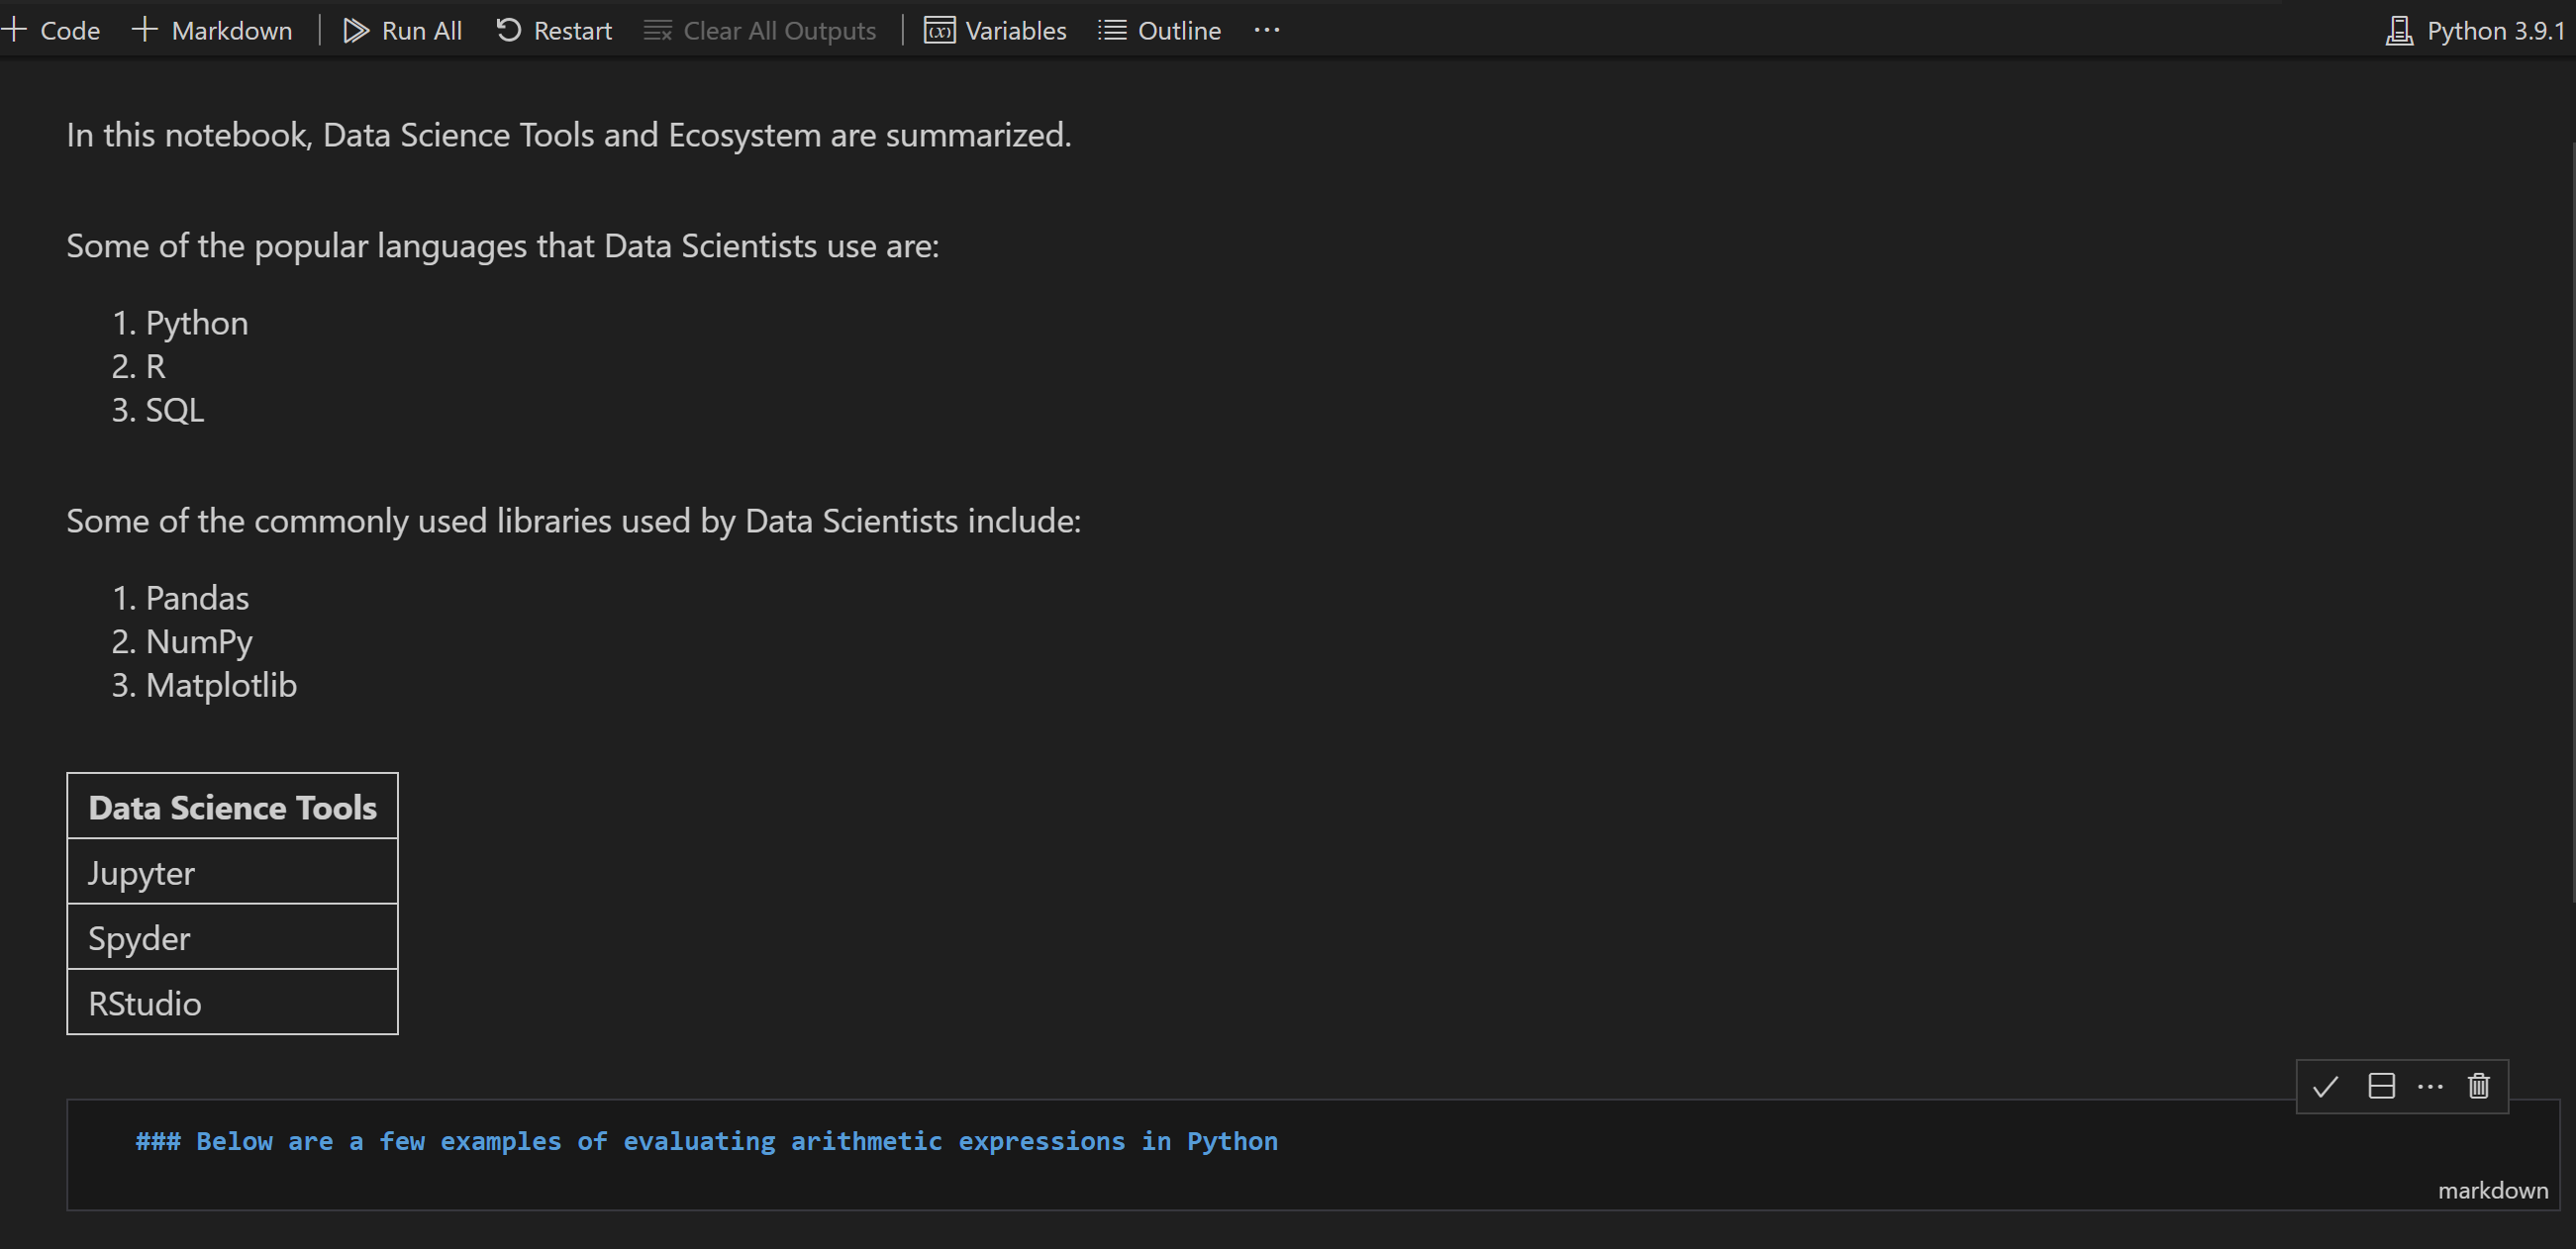 Code Markdown Run All Restart Clear All Outputs (x) Variables Outline ··· Python 3.9.1
In this notebook, Data Science Tools and Ecosystem are summarized.
Some of the popular languages that Data Scientists use are:
1. Python
2. R
3. SQL
Some of the commonly used libraries used by Data Scientists include:
1. Pandas
2. NumPy
3. Matplotlib
Data Science Tools
Jupyter
Spyder
RStudio
### Below are a few examples of evaluating arithmetic expressions in Python
markdown